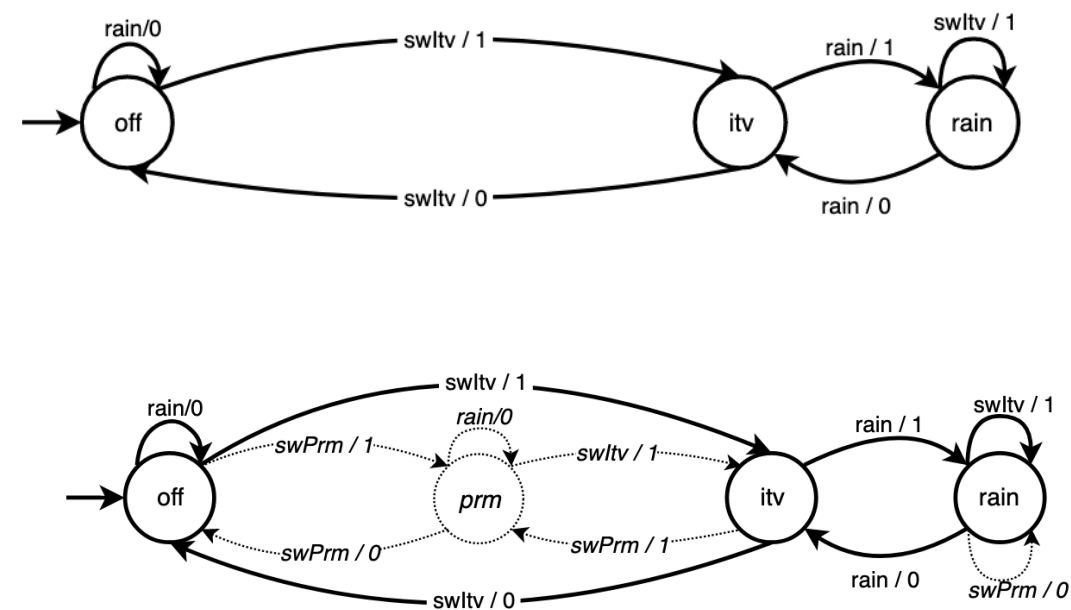 rain/0
swItv / 1
swItv / 1
rain / 1
off
itv
rain
swItv / 0
rain / 0
swItv / 1
rain/0
rain/0
swItv / 1
rain / 1
swPrm / 1
swItv / 1
off
prm
itv
rain
swPrm / 0
swPrm / 1
rain / 0
swPrm / 0
swItv / 0